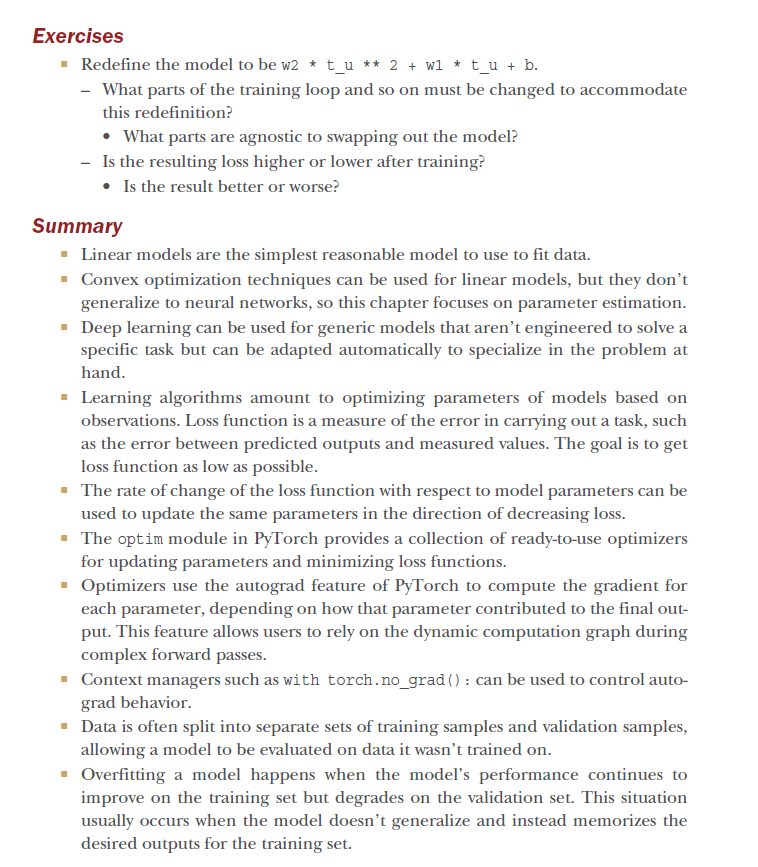 Exercises
▪ Redefine the model to be w2 * t_u ** 2 + w1 * t_u + b.
– What parts of the training loop and so on must be changed to accommodate
this redefinition?
• What parts are agnostic to swapping out the model?
– Is the resulting loss higher or lower after training?
• Is the result better or worse?
Summary
▪ Linear models are the simplest reasonable model to use to fit data.
▪ Convex optimization techniques can be used for linear models, but they don't
generalize to neural networks, so this chapter focuses on parameter estimation.
▪ Deep learning can be used for generic models that aren't engineered to solve a
specific task but can be adapted automatically to specialize in the problem at
hand.
▪ Learning algorithms amount to optimizing parameters of models based on
observations. Loss function is a measure of the error in carrying out a task, such
as the error between predicted outputs and measured values. The goal is to get
loss function as low as possible.
▪ The rate of change of the loss function with respect to model parameters can be
used to update the same parameters in the direction of decreasing loss.
▪ The optim module in PyTorch provides a collection of ready-to-use optimizers
for updating parameters and minimizing loss functions.
▪ Optimizers use the autograd feature of PyTorch to compute the gradient for
each parameter, depending on how that parameter contributed to the final out-
put. This feature allows users to rely on the dynamic computation graph during
complex forward passes.
▪ Context managers such as with torch.no_grad(): can be used to control auto-
grad behavior.
▪ Data is often split into separate sets of training samples and validation samples,
allowing a model to be evaluated on data it wasn't trained on.
▪ Overfitting a model happens when the model's performance continues to
improve on the training set but degrades on the validation set. This situation
usually occurs when the model doesn't generalize and instead memorizes the
desired outputs for the training set.